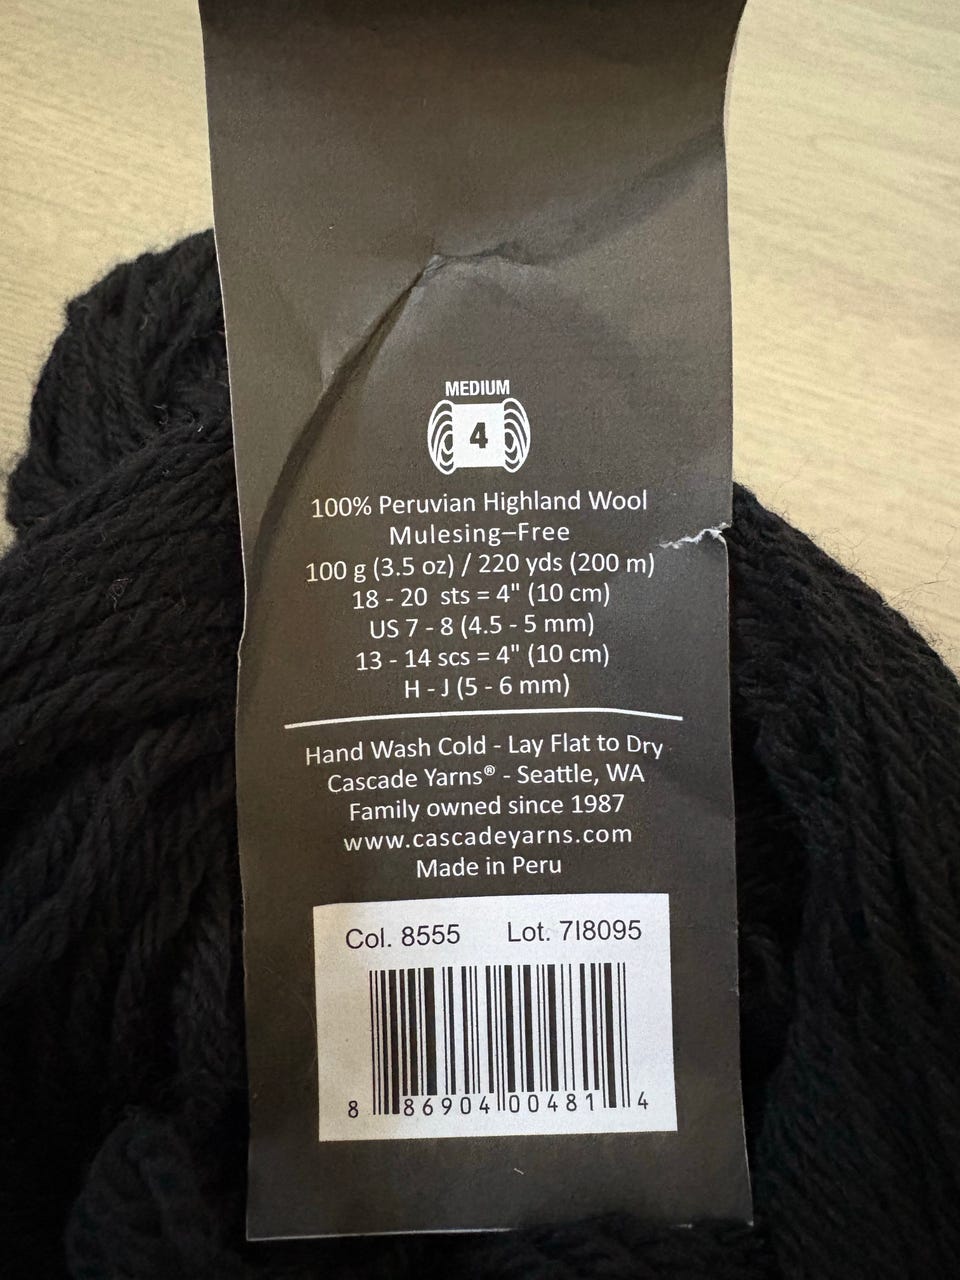 MEDIUM
4
100% Peruvian Highland Wool
Mulesing–Free
100 g (3.5 oz) / 220 yds (200 m)
18 - 20 sts = 4" (10 cm)
US 7 - 8 (4.5 - 5 mm)
13 - 14 scs = 4" (10 cm)
H - J (5 - 6 mm)
Hand Wash Cold - Lay Flat to Dry
Cascade Yarns® - Seattle, WA
Family owned since 1987
www.cascadeyarns.com
Made in Peru
Col. 8555 Lot. 7I8095
8 86904 00481 4